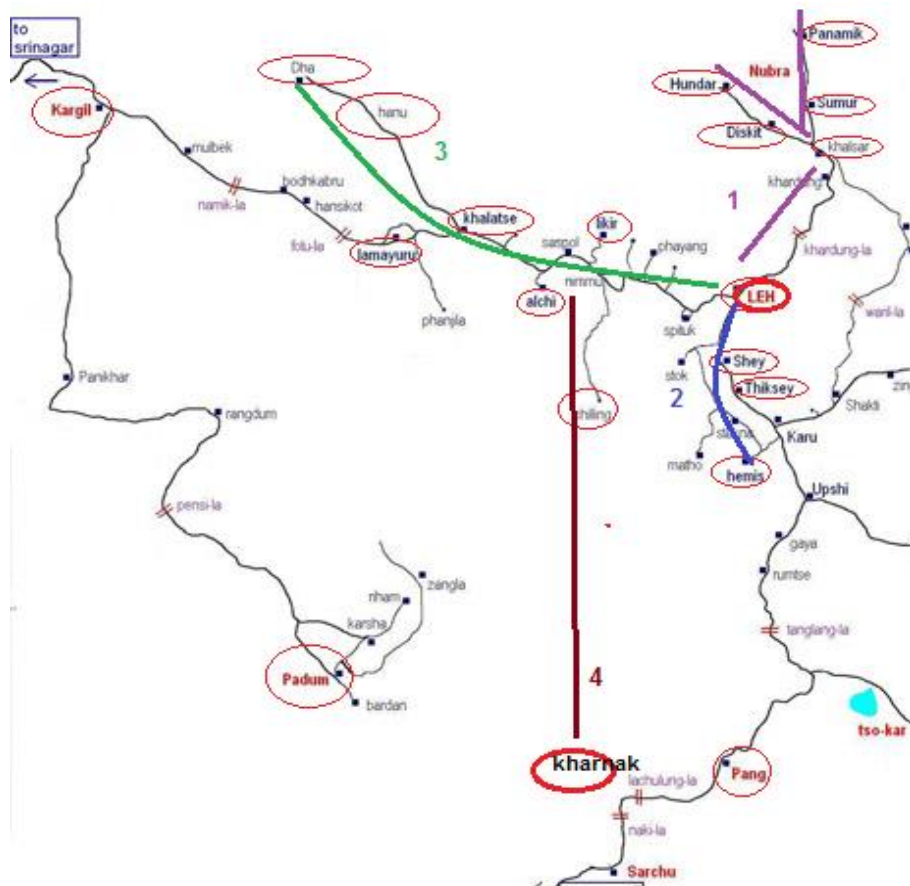 to
srinagar
Panamik
Nubra
Dha
Hundar
Kargil
hanu
Sumur
Diskit
3
khalsar
mulbek
khardung
bodhkabru
namik-la
hansikot
khalatse
likir
1
fotu-la
saspol
phayang
khardung-la
lamayuru
nimmu
alchi
LEH
phanjila
spituk
wari-la
Shey
stok
Panikhar
Thiksey
zin
2
chilling
Shakti
rangdum
stakna
Karu
matho
hemis
Upshi
pensi-la
gaya
zangla
rumtse
karsha
tanglang-la
Padum
4
bardan
tso-kar
kharnak
lachulung-la
Pang
naki-la
Sarchu